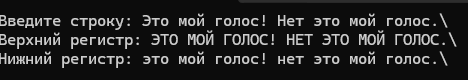 Введите строку: Это мой голос! Нет это мой голос.\
Верхний регистр: ЭТО МОЙ ГОЛОС! НЕТ ЭТО МОЙ ГОЛОС.\
Нижний регистр: это мой голос! нет это мой голос.\